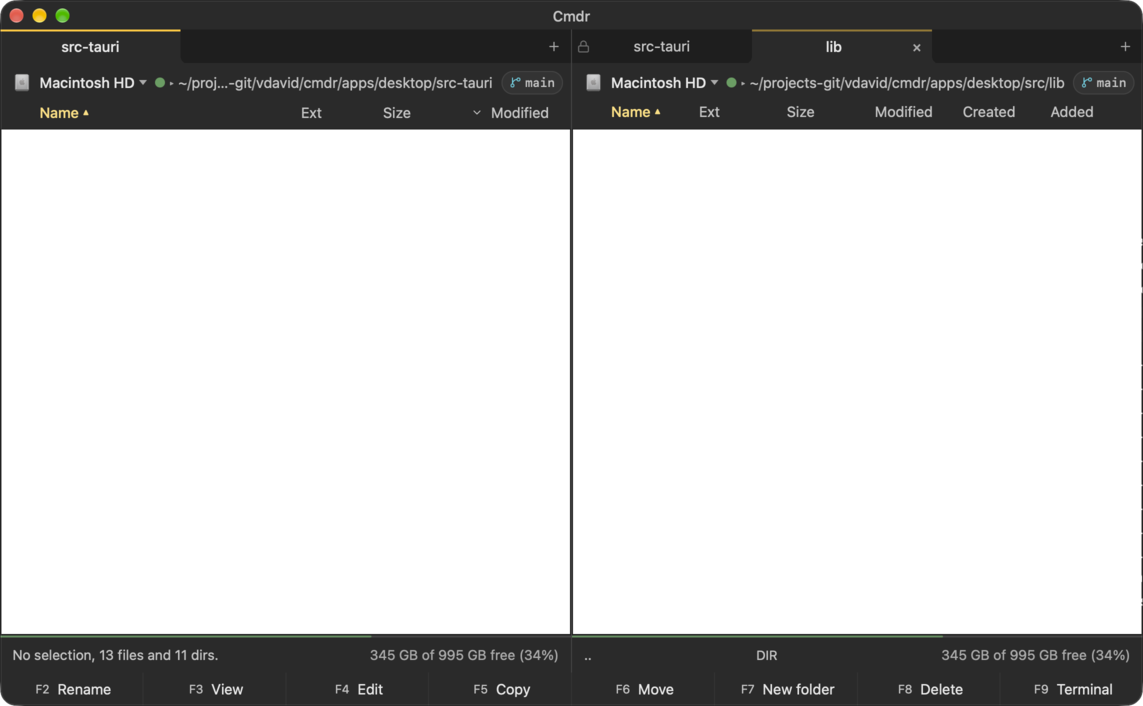 Cmdr
src-tauri
+
src-tauri
lib
×
+
Macintosh HD
~/proj...-git/vdavid/cmdr/apps/desktop/src-tauri
main
Macintosh HD
~/projects-git/vdavid/cmdr/apps/desktop/src/lib
main
Name
Ext
Size
Modified
Name
Ext
Size
Modified
Created
Added
No selection, 13 files and 11 dirs.
345 GB of 995 GB free (34%)
..
DIR
345 GB of 995 GB free (34%)
F2 Rename
F3 View
F4 Edit
F5 Copy
F6 Move
F7 New folder
F8 Delete
F9 Terminal